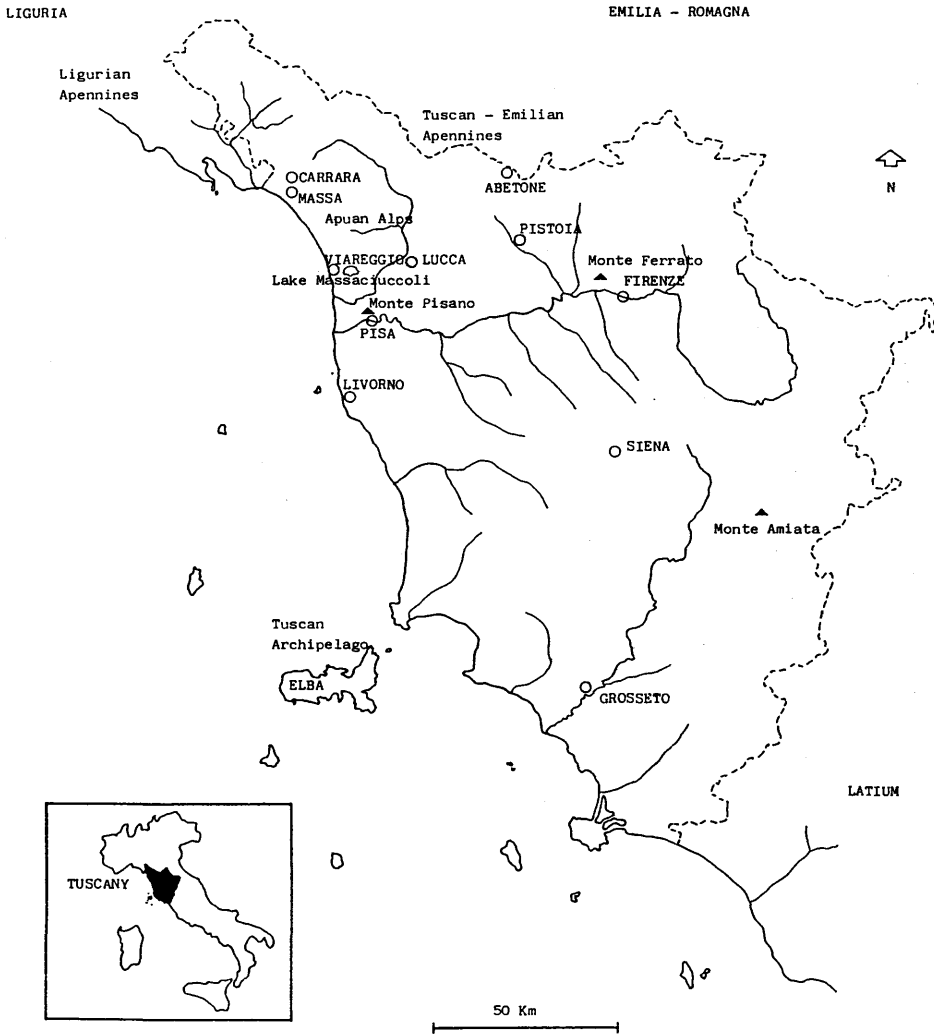 LIGURIA
EMILIA - ROMAGNA
Ligurian
Apennines
Tuscan - Emilian
Apennines
N
CARRARA
MASSA
ABETONE
Apuan Alps
PISTOIA
VIAREGGIO
LUCCA
Monte Ferrato
Lake Massaciuccoli
FIRENZE
Monte Pisano
PISA
LIVORNO
SIENA
Monte Amiata
Tuscan
Archipelago
ELBA
GROSSETO
LATIUM
TUSCANY
50 Km